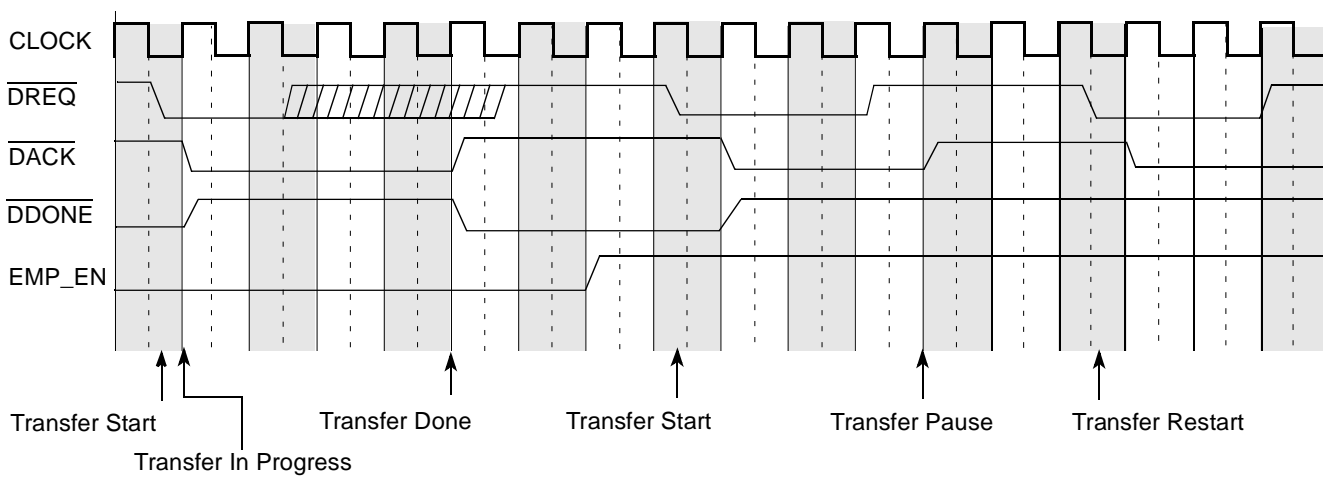 CLOCK
DREQ
DACK
DDONE
EMP_EN
Transfer Start
Transfer In Progress
Transfer Done
Transfer Start
Transfer Pause
Transfer Restart